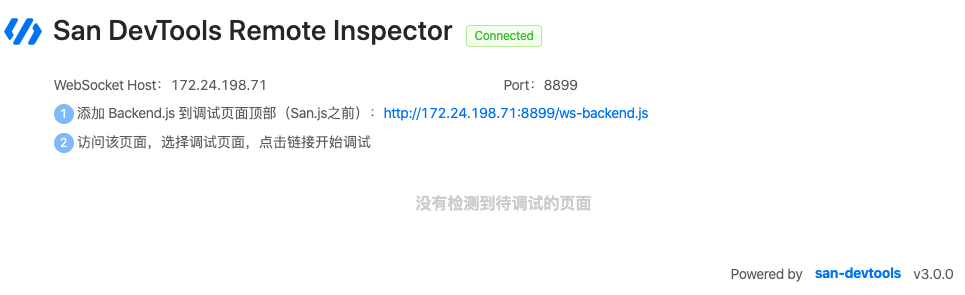 San DevTools Remote Inspector Connected
WebSocket Host：172.24.198.71 Port：8899
1 添加 Backend.js 到调试页面顶部（San.js之前）：http://172.24.198.71:8899/ws-backend.js
2 访问该页面，选择调试页面，点击链接开始调试
没有检测到待调试的页面
Powered by san-devtools v3.0.0